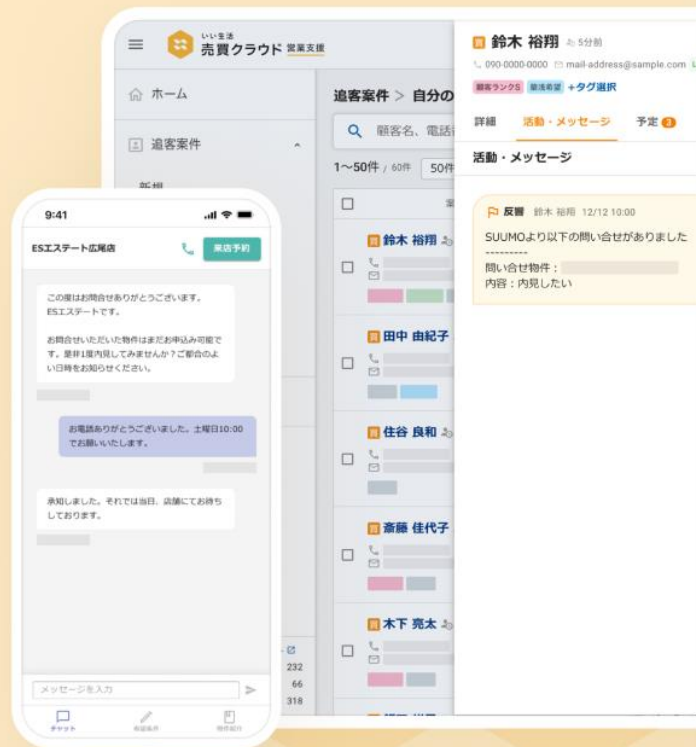 いい生活
売買クラウド 営業支援
ホーム
追客案件
追客案件 > 自分の
顧客名、電話
1〜50件 / 60件 50件
鈴木 裕翔
田中 由紀子
住谷 良和
斎藤 佳代子
木下 亮太
232
66
318
買 鈴木 裕翔 5分前
090-0000-0000 mail-address@sample.com
顧客ランクS +タグ選択
詳細 活動・メッセージ 予定 3
活動・メッセージ
反響 鈴木 裕翔 12/12 10:00
SUUMOより以下の問い合せがありました
---------
問い合せ物件：
内容：内見したい
9:41
ESエステート広尾店 来店予約
この度はお問合せありがとうございます。
ESエステートです。
お問合せいただいた物件はまだお申込み可能で
す。是非1度内見してみませんか？ご都合のよ
い日時をお知らせください。
お電話ありがとうございました。土曜日10:00
でお願いいたします。
承知しました。それでは当日、店舗にてお待ち
しております。
メッセージを入力
チャット 希望条件 物件紹介